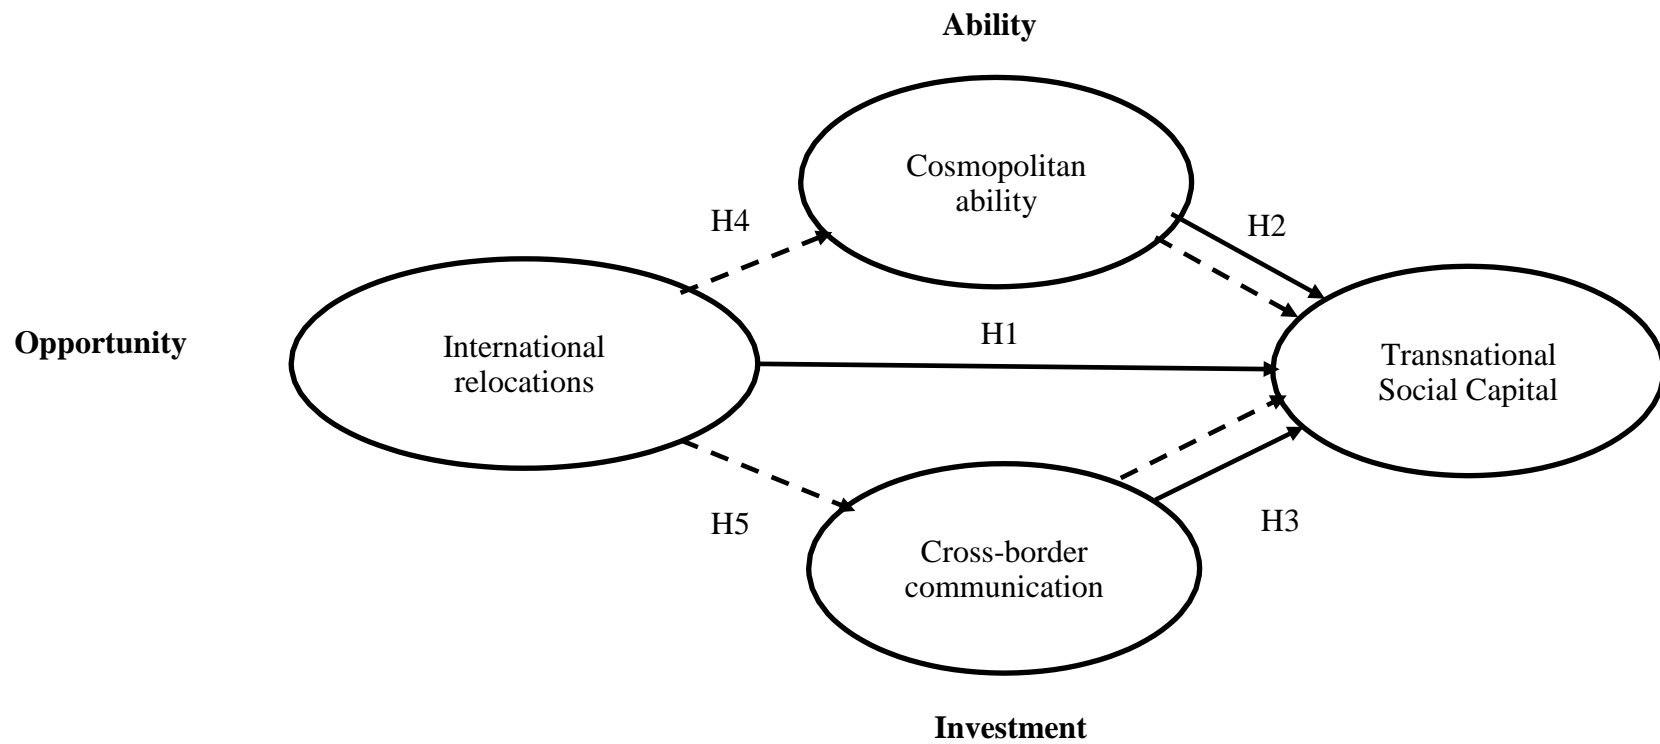 Ability
Cosmopolitan
ability
H4
H2
Opportunity
International
relocations
H1
Transnational
Social Capital
H5
H3
Cross-border
communication
Investment